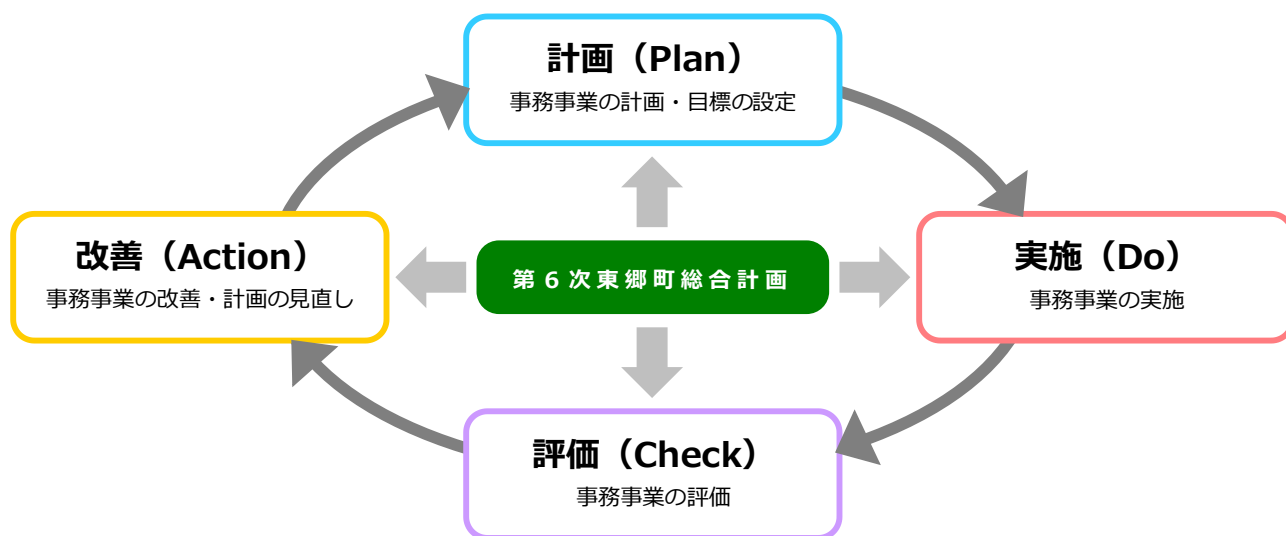 計画（Plan）
事務事業の計画・目標の設定
改善（Action）
事務事業の改善・計画の見直し
第６次東郷町総合計画
実施（Do）
事務事業の実施
評価（Check）
事務事業の評価